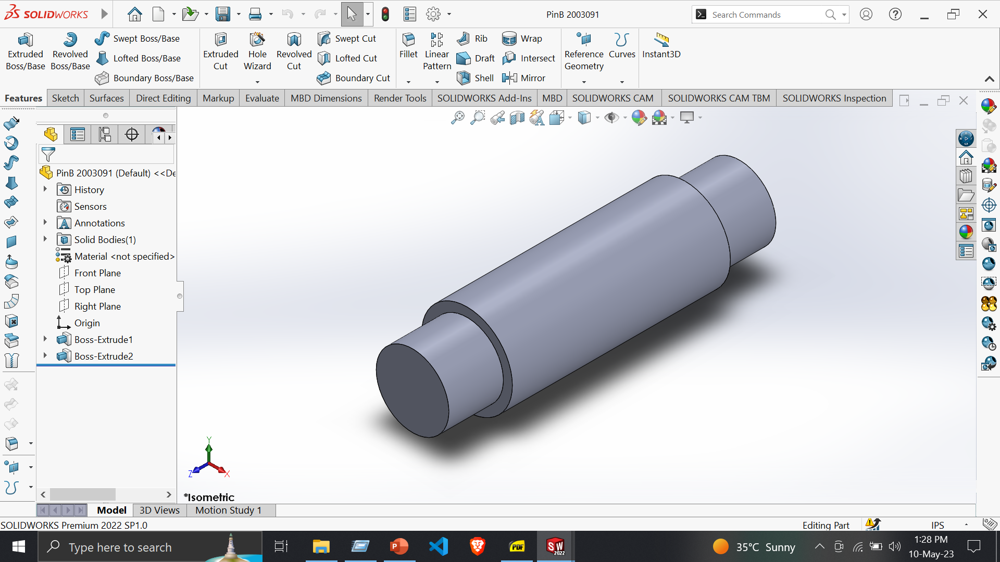 SOLIDWORKS
PinB 2003091
Search Commands
Extruded Boss/Base
Revolved Boss/Base
Swept Boss/Base
Lofted Boss/Base
Boundary Boss/Base
Extruded Cut
Hole Wizard
Revolved Cut
Swept Cut
Lofted Cut
Boundary Cut
Fillet
Linear Pattern
Rib
Draft
Shell
Wrap
Intersect
Mirror
Reference Geometry
Curves
Instant3D
Features
Sketch
Surfaces
Direct Editing
Markup
Evaluate
MBD Dimensions
Render Tools
SOLIDWORKS Add-Ins
MBD
SOLIDWORKS CAM
SOLIDWORKS CAM TBM
SOLIDWORKS Inspection
PinB 2003091 (Default) <<De
History
Sensors
Annotations
Solid Bodies(1)
Material <not specified>
Front Plane
Top Plane
Right Plane
Origin
Boss-Extrude1
Boss-Extrude2
Y
Z
X
*Isometric
Model
3D Views
Motion Study 1
SOLIDWORKS Premium 2022 SP1.0
Editing Part
IPS
Type here to search
PDF
SW
2022
35°C Sunny
1:28 PM
10-May-23